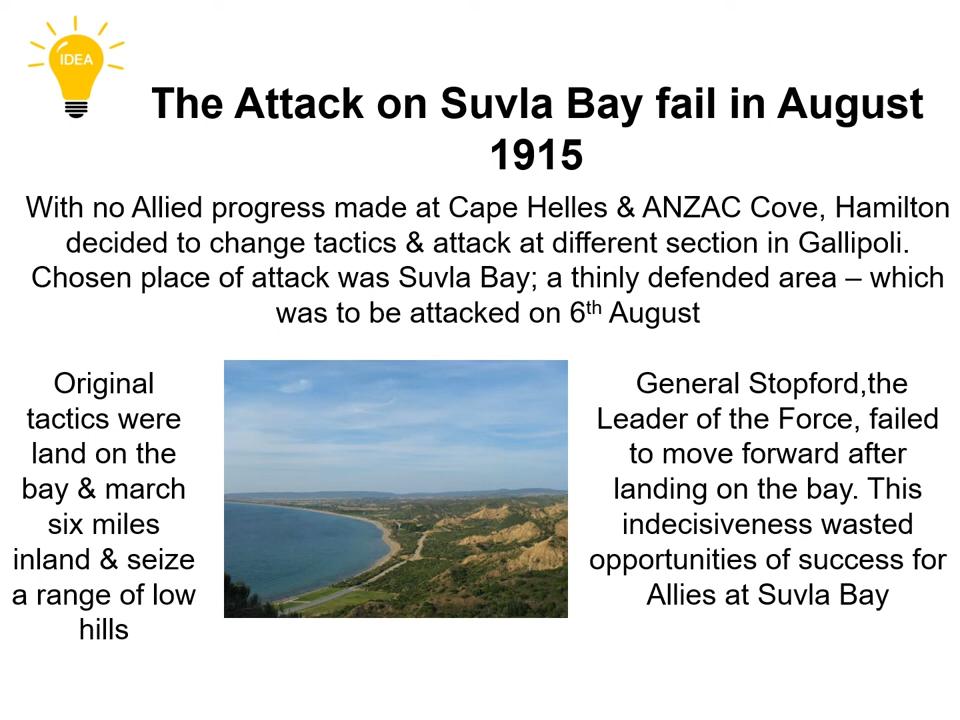 IDEA
The Attack on Suvla Bay fail in August
1915
With no Allied progress made at Cape Helles & ANZAC Cove, Hamilton
decided to change tactics & attack at different section in Gallipoli.
Chosen place of attack was Suvla Bay; a thinly defended area – which
was to be attacked on 6th August
Original
tactics were
land on the
bay & march
six miles
inland & seize
a range of low
hills
General Stopford,the
Leader of the Force, failed
to move forward after
landing on the bay. This
indecisiveness wasted
opportunities of success for
Allies at Suvla Bay